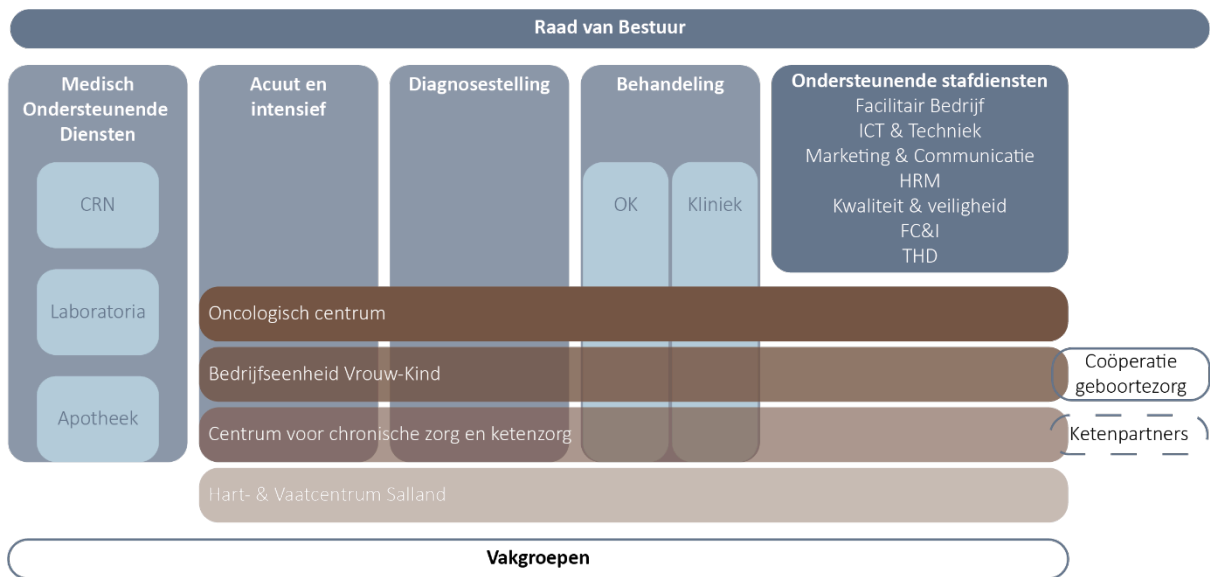 Raad van Bestuur
Medisch
Ondersteunende
Diensten
CRN
Laboratoria
Apotheek
Acuut en
intensief
Diagnosestelling
Behandeling
OK
Kliniek
Ondersteunende stafdiensten
Facilitair Bedrijf
ICT & Techniek
Marketing & Communicatie
HRM
Kwaliteit & veiligheid
FC&I
THD
Oncologisch centrum
Bedrijfseenheid Vrouw-Kind
Coöperatie
geboortezorg
Centrum voor chronische zorg en ketenzorg
Ketenpartners
Hart- & Vaatcentrum Salland
Vakgroepen